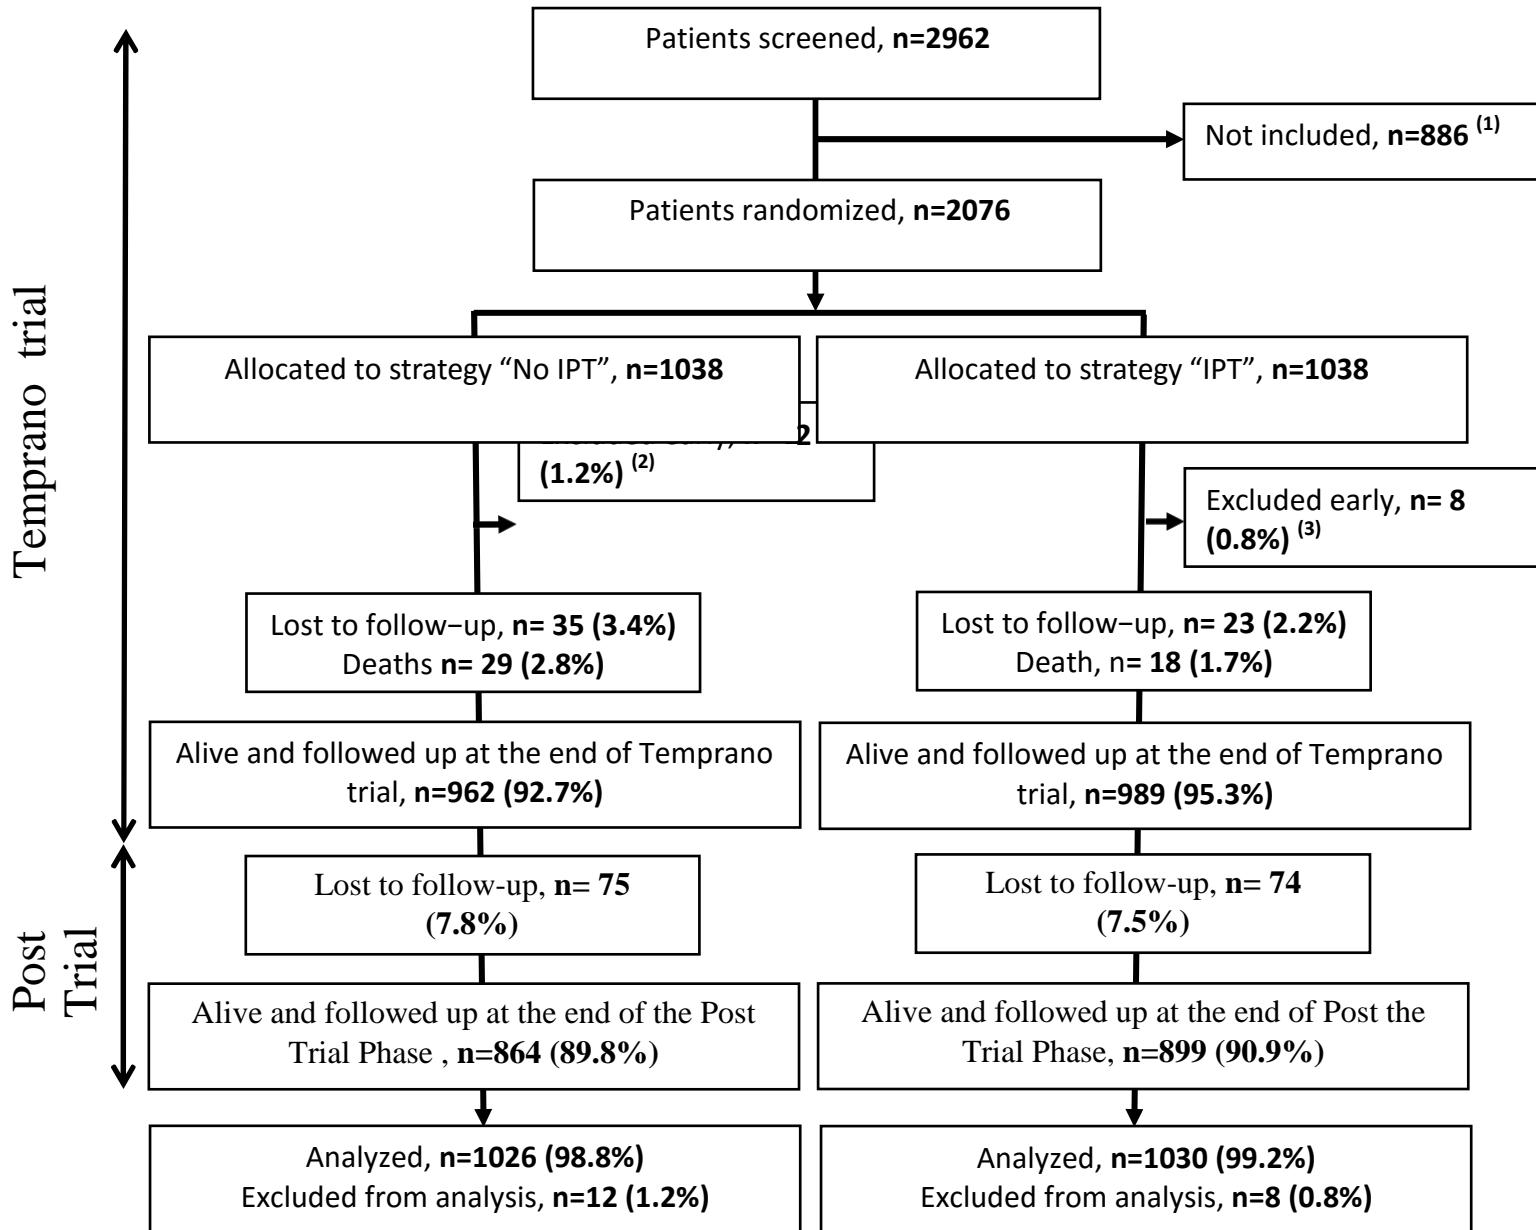 Patients screened, n=2962
Not included, n=886 (1)
Patients randomized, n=2076
Temprano trial
Allocated to strategy “No IPT”, n=1038
Allocated to strategy “IPT”, n=1038
2
(1.2%) (2)
Excluded early, n= 8
(0.8%) (3)
Lost to follow−up, n= 35 (3.4%)
Deaths n= 29 (2.8%)
Lost to follow−up, n= 23 (2.2%)
Death, n= 18 (1.7%)
Alive and followed up at the end of Temprano
trial, n=962 (92.7%)
Alive and followed up at the end of Temprano
trial, n=989 (95.3%)
Post
Trial
Lost to follow-up, n= 75
(7.8%)
Lost to follow-up, n= 74
(7.5%)
Alive and followed up at the end of the Post
Trial Phase , n=864 (89.8%)
Alive and followed up at the end of Post the
Trial Phase, n=899 (90.9%)
Analyzed, n=1026 (98.8%)
Excluded from analysis, n=12 (1.2%)
Analyzed, n=1030 (99.2%)
Excluded from analysis, n=8 (0.8%)